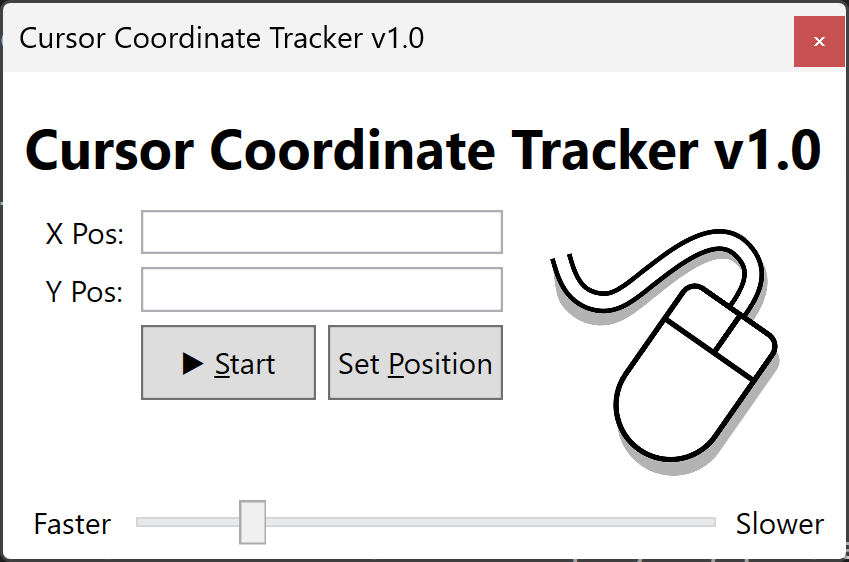 Cursor Coordinate Tracker v1.0
Cursor Coordinate Tracker v1.0
X Pos:
Y Pos:
▶ Start
Set Position
Faster
Slower